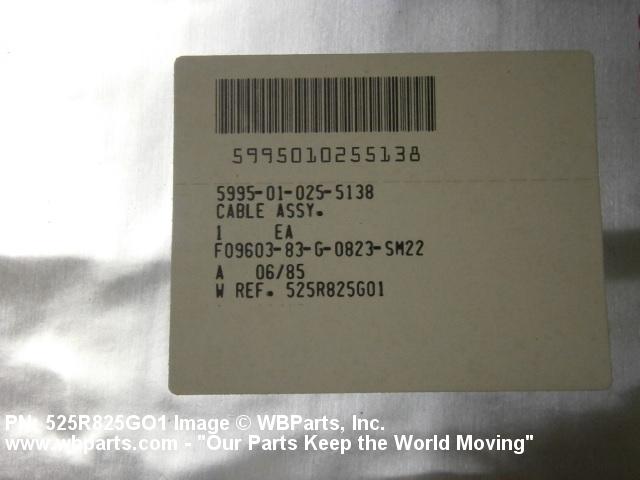 5995010255138
5995-01-025-5138
CABLE ASSY.
1 EA
F09603-83-G-0823-SM22
A 06/85
W REF. 525R825G01
PN: 525R825GO1 Image © WBParts, Inc.
www.wbparts.com - "Our Parts Keep the World Moving"